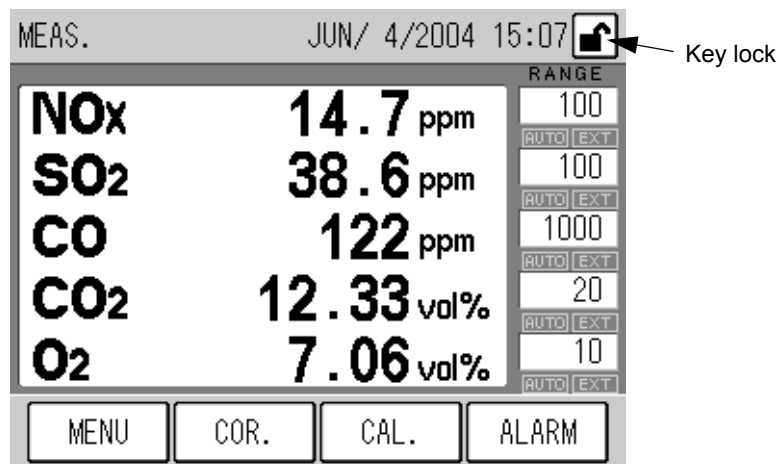 MEAS. JUN/ 4/2004 15:07
Key lock
RANGE
NOx 14.7 ppm 100
AUTO EXT
SO2 38.6 ppm 100
AUTO EXT
CO 122 ppm 1000
AUTO EXT
CO2 12.33 vol% 20
AUTO EXT
O2 7.06 vol% 10
AUTO EXT
MENU COR. CAL. ALARM